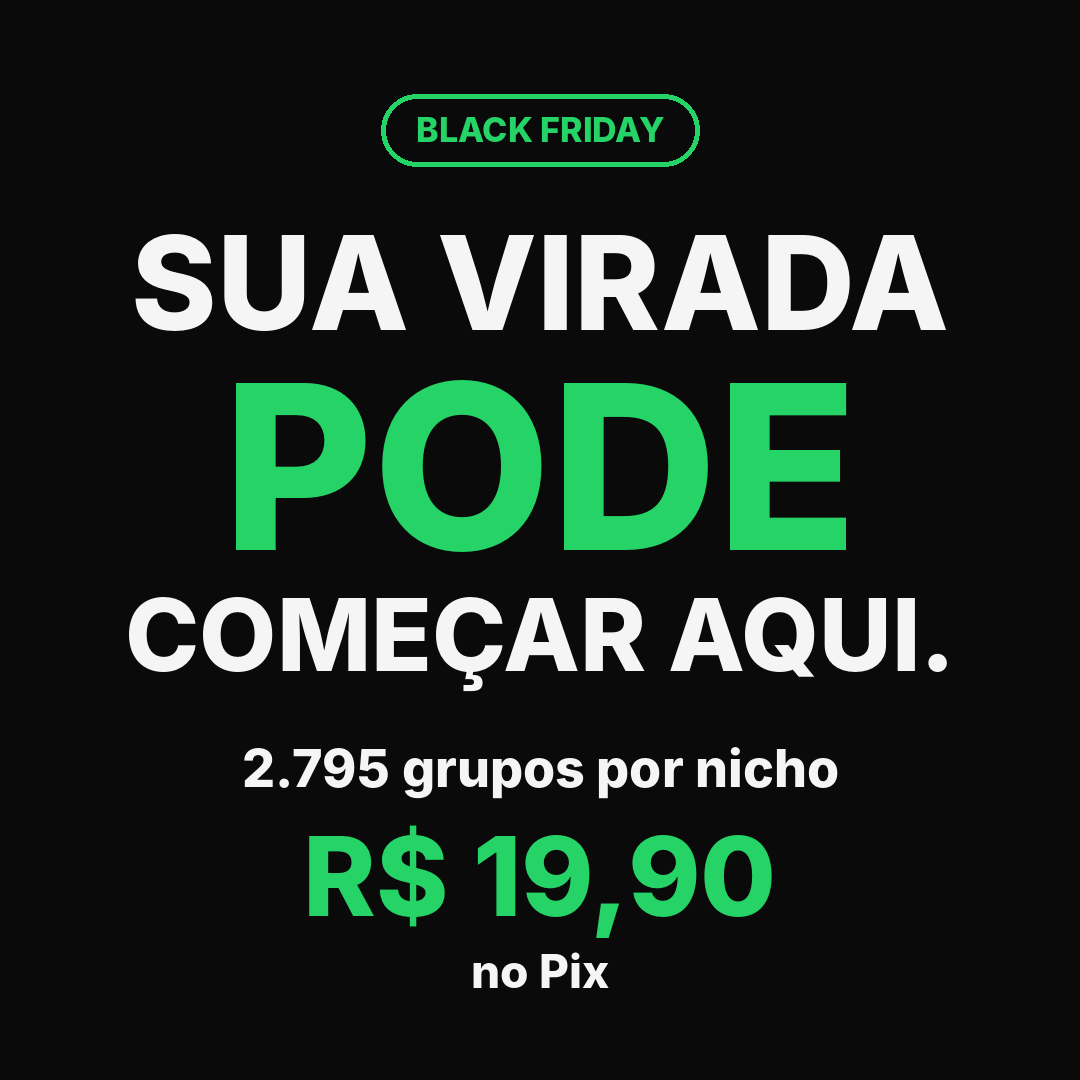 BLACK FRIDAY
SUA VIRADA
PODE
COMEÇAR AQUI.
2.795 grupos por nicho
R$ 19,90
no Pix